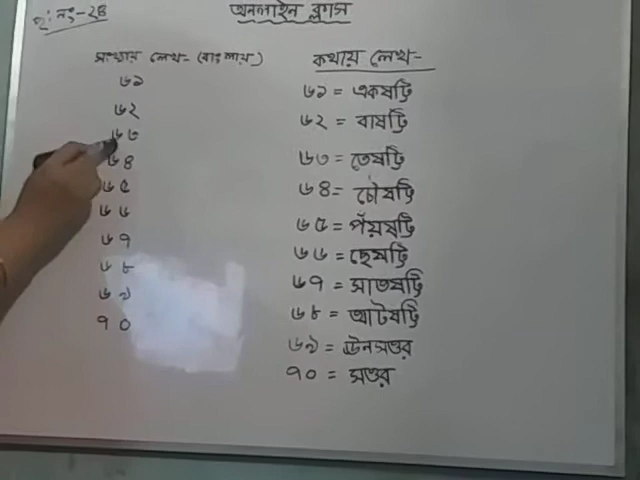 পৃ: নং-২৪
অনলাইন ক্লাস
সংখ্যায় লেখ- (বাংলায়)
৬১
৬২
৬৩
৬৪
৬৫
৬৬
৬৭
৬৮
৬৯
৭০
কথায় লেখ-
৬১ = একষট্টি
৬২ = বাষট্টি
৬৩ = তেষট্টি
৬৪ = চৌষট্টি
৬৫ = পঁয়ষট্টি
৬৬ = ছেষট্টি
৬৭ = সাতষট্টি
৬৮ = আটষট্টি
৬৯ = ঊনসত্তর
৭০ = সত্তর